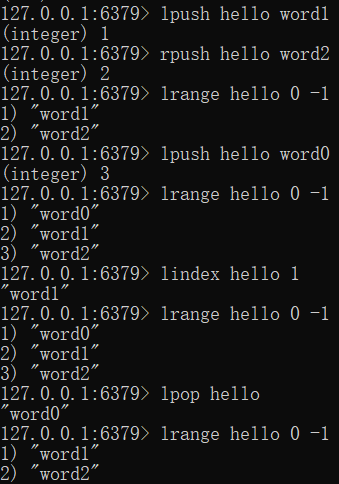 127.0.0.1:6379> lpush hello word1
(integer) 1
127.0.0.1:6379> rpush hello word2
(integer) 2
127.0.0.1:6379> lrange hello 0 -1
1) "word1"
2) "word2"
127.0.0.1:6379> lpush hello word0
(integer) 3
127.0.0.1:6379> lrange hello 0 -1
1) "word0"
2) "word1"
3) "word2"
127.0.0.1:6379> lindex hello 1
"word1"
127.0.0.1:6379> lrange hello 0 -1
1) "word0"
2) "word1"
3) "word2"
127.0.0.1:6379> lpop hello
"word0"
127.0.0.1:6379> lrange hello 0 -1
1) "word1"
2) "word2"